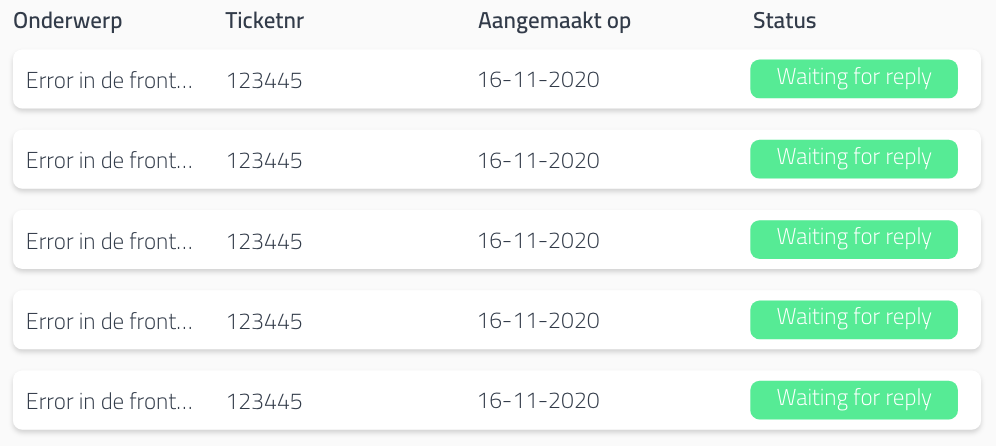 Onderwerp Ticketnr Aangemaakt op Status
Error in de front... 123445 16-11-2020 Waiting for reply
Error in de front... 123445 16-11-2020 Waiting for reply
Error in de front... 123445 16-11-2020 Waiting for reply
Error in de front... 123445 16-11-2020 Waiting for reply
Error in de front... 123445 16-11-2020 Waiting for reply